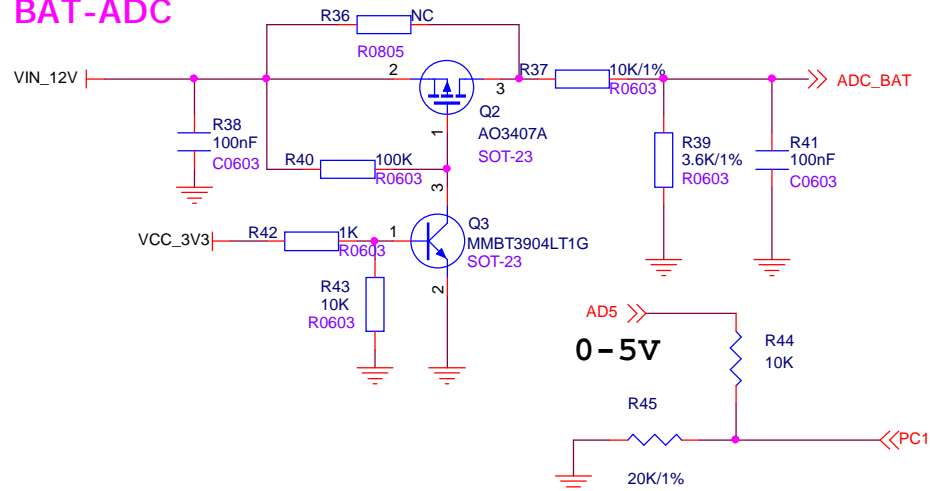 BAT-ADC
R36
NC
R0805
VIN_12V
2
3
R37
10K/1%
R0603
ADC_BAT
R38
100nF
C0603
1
Q2
AO3407A
SOT-23
R39
3.6K/1%
R0603
R41
100nF
C0603
R40
100K
R0603
3
VCC_3V3
R42
1K
R0603
1
Q3
MMBT3904LT1G
SOT-23
2
R43
10K
R0603
AD5
0-5V
R44
10K
R45
20K/1%
PC1